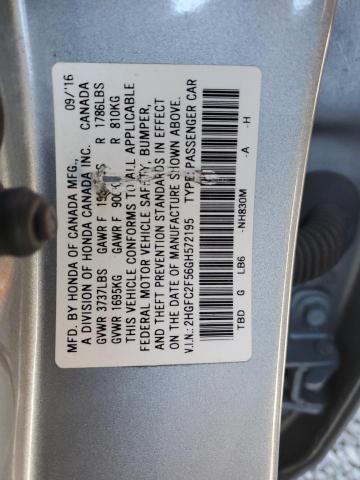 MFD. BY HONDA OF CANADA MFG., 09/'16
A DIVISION OF HONDA CANADA INC. CANADA
GVWR 3737LBS GAWR F R 1786LBS
GVWR 1695KG GAWR F R 810KG
THIS VEHICLE CONFORMS TO ALL APPLICABLE
FEDERAL MOTOR VEHICLE SAFETY, BUMPER,
AND THEFT PREVENTION STANDARDS IN EFFECT
ON THE DATE OF MANUFACTURE SHOWN ABOVE.
V.I.N.: 2HGFC2F56GH572195 TYPE: PASSENGER CAR
TBD G LB6 -NH830M -A -H